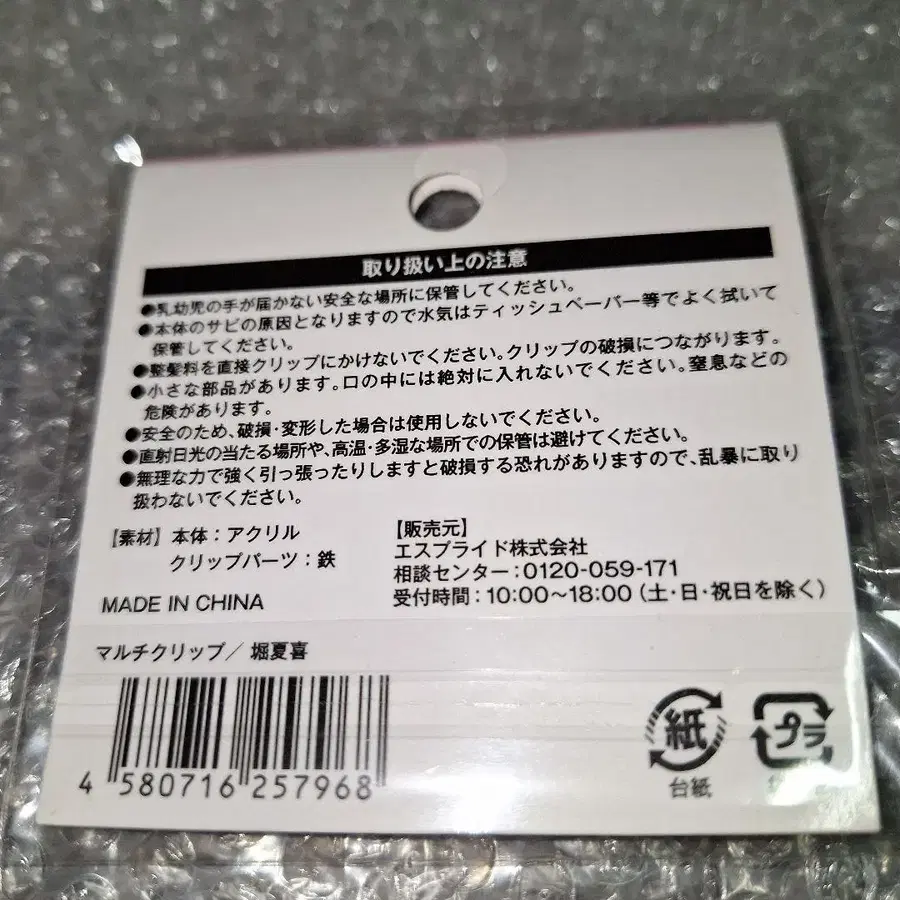 取り扱い上の注意
●乳幼児の手が届かない安全な場所に保管してください。
●本体のサビの原因となりますので水気はティッシュペーパー等でよく拭いて
保管してください。
●整髪料を直接クリップにかけないでください。クリップの破損につながります。
●小さな部品があります。口の中には絶対に入れないでください。窒息などの
危険があります。
●安全のため、破損・変形した場合は使用しないでください。
●直射日光の当たる場所や、高温・多湿な場所での保管は避けてください。
●無理な力で強く引っ張ったりしますと破損する恐れがありますので、乱暴に取り
扱わないでください。
【素材】本体：アクリル
クリップパーツ：鉄
MADE IN CHINA
【販売元】
エスブライド株式会社
相談センター：0120-059-171
受付時間：10:00〜18:00（土・日・祝日を除く）
マルチクリップ／堀夏喜
4 580716 257968
紙
台紙
プラ